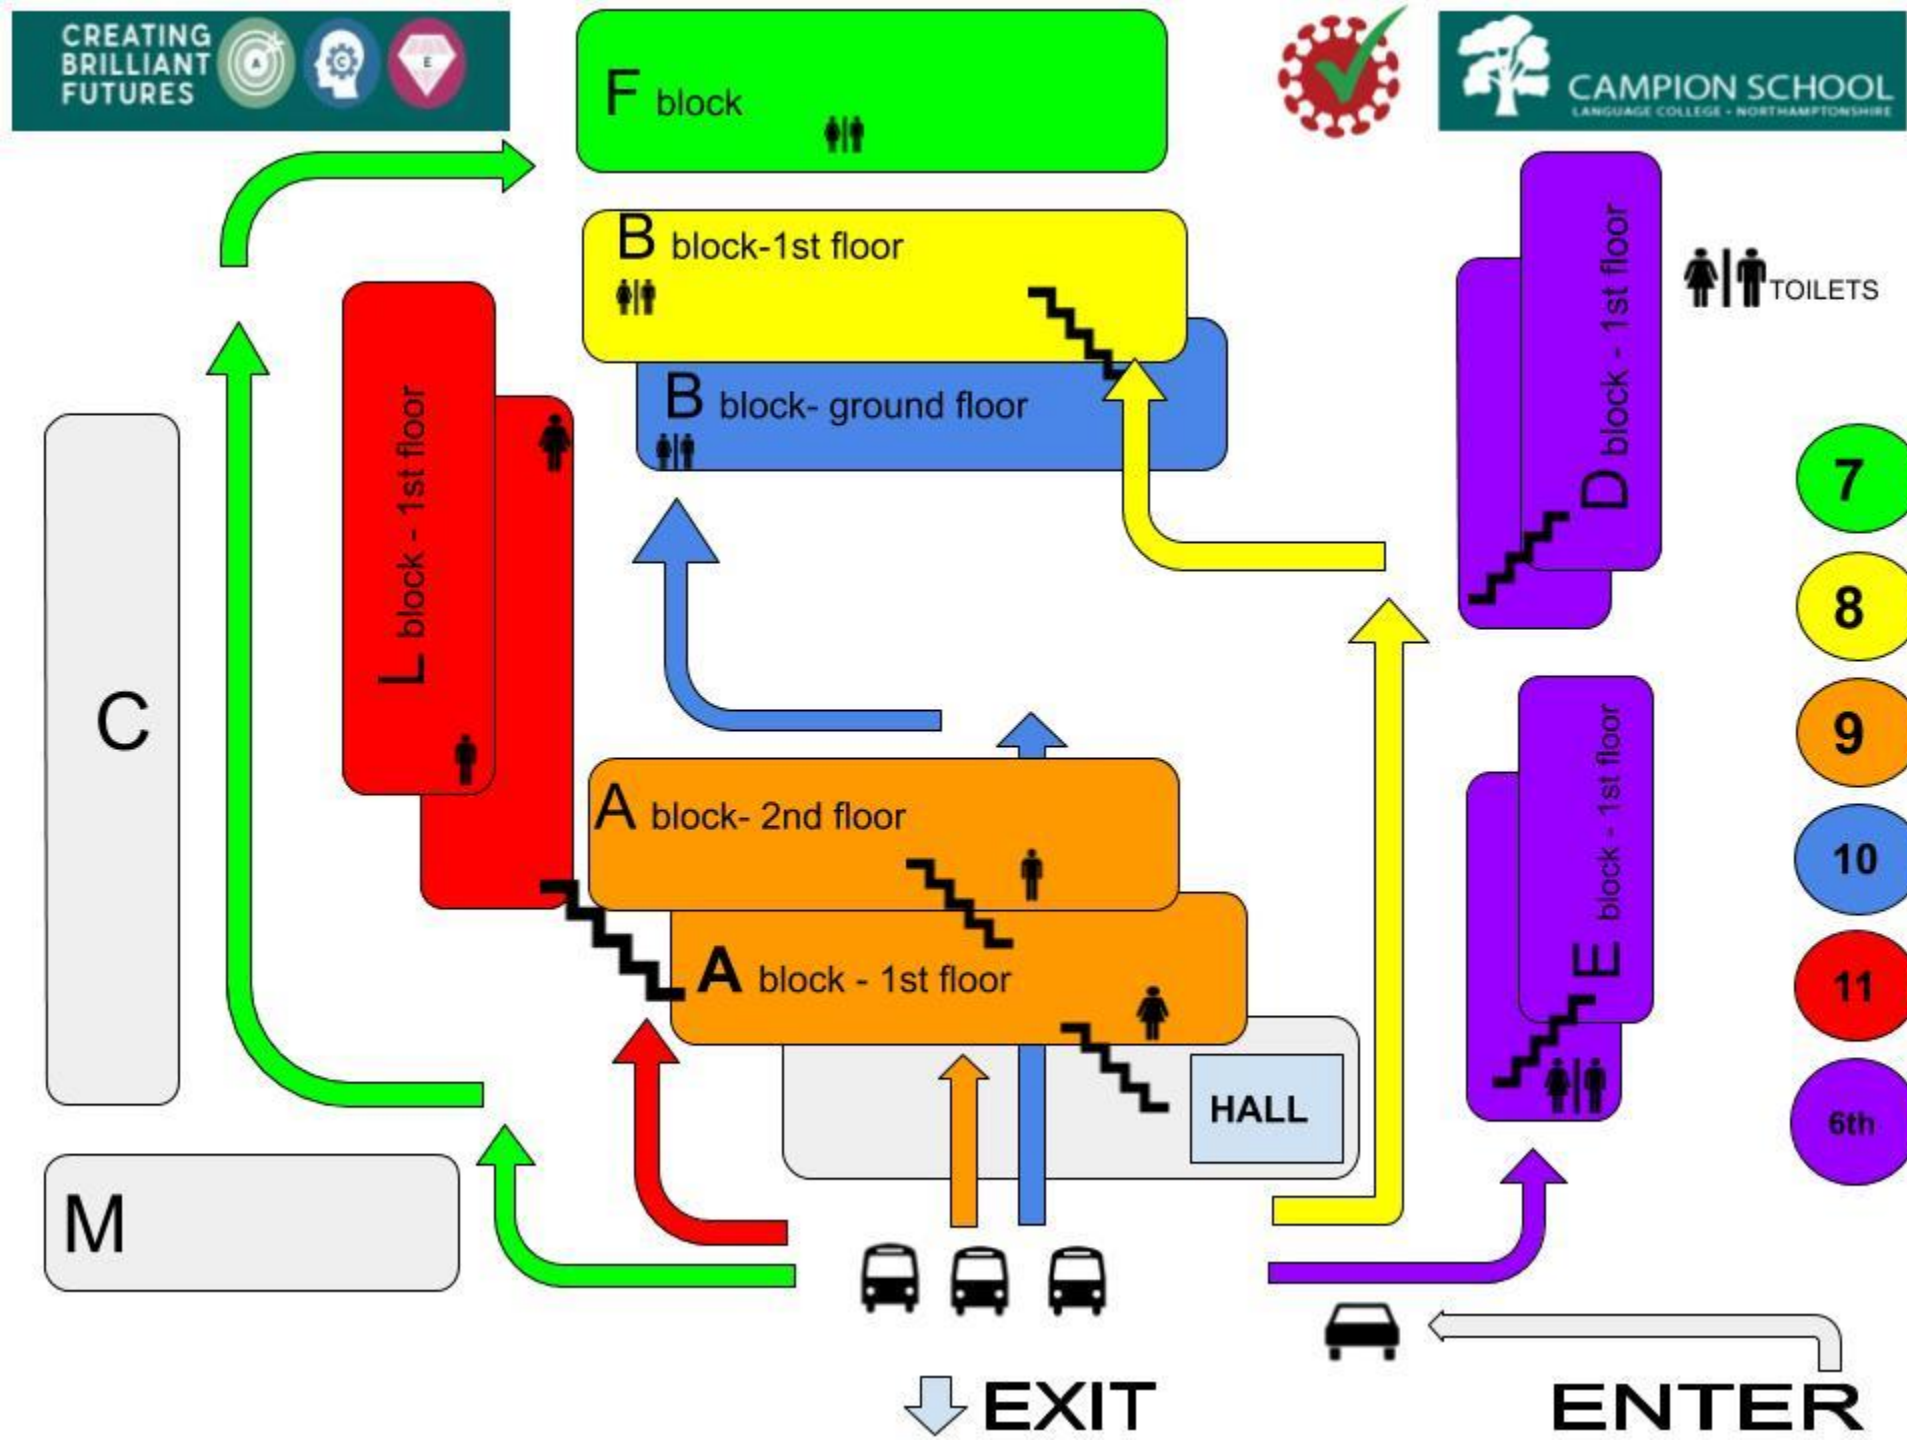 CREATING
BRILLIANT
FUTURES
A
C
E
CAMPION SCHOOL
LANGUAGE COLLEGE • NORTHAMPTONSHIRE
F block
B block-1st floor
B block- ground floor
D block - 1st floor
TOILETS
L block - 1st floor
C
7
8
9
10
11
6th
A block- 2nd floor
A block - 1st floor
E block - 1st floor
HALL
M
EXIT
ENTER